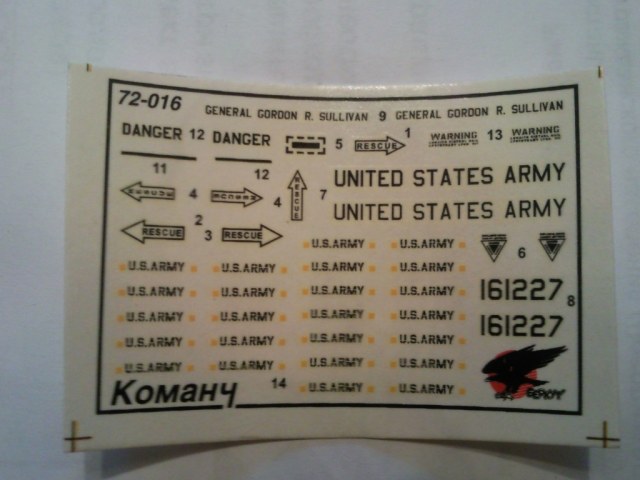 72-016 GENERAL GORDON R. SULLIVAN 9 GENERAL GORDON R. SULLIVAN
DANGER 12 DANGER 5 RESCUE 1 WARNING 13 WARNING
11 12
4 RESCUE 4 RESCUE 7 UNITED STATES ARMY
UNITED STATES ARMY
2
RESCUE 3 RESCUE
U.S.ARMY U.S.ARMY 6
U.S.ARMY U.S.ARMY U.S.ARMY U.S.ARMY
U.S.ARMY U.S.ARMY U.S.ARMY U.S.ARMY 161227 8
U.S.ARMY U.S.ARMY U.S.ARMY U.S.ARMY 161227
U.S.ARMY U.S.ARMY U.S.ARMY U.S.ARMY
U.S.ARMY U.S.ARMY U.S.ARMY U.S.ARMY
Команч 14 U.S.ARMY U.S.ARMY